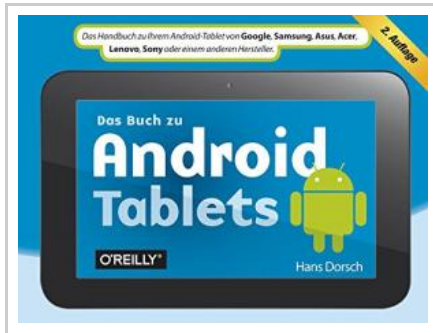 Das Handbuch zu Ihrem Android-Tablet von Google, Samsung, Asus, Acer,
Lenovo, Sony oder einem anderen Hersteller.
2. Auflage
Das Buch zu
Android
Tablets
O'REILLY®
Hans Dorsch